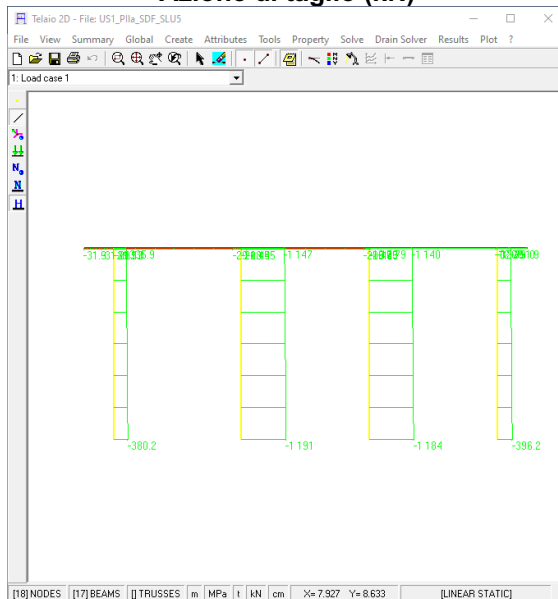 Azione di taglio (kN)
Telaio 2D - File: US1_PIIa_SDF_SLU5
File View Summary Global Create Attributes Tools Property Solve Drain Solver Results Plot ?
1: Load case 1
-31.9 -1 147 -1 140
-380.2 -1 191 -1 184 -396.2
[18] NODES [17] BEAMS [] TRUSSES m MPa t kN cm X= 7.927 Y= 8.633 [LINEAR STATIC]